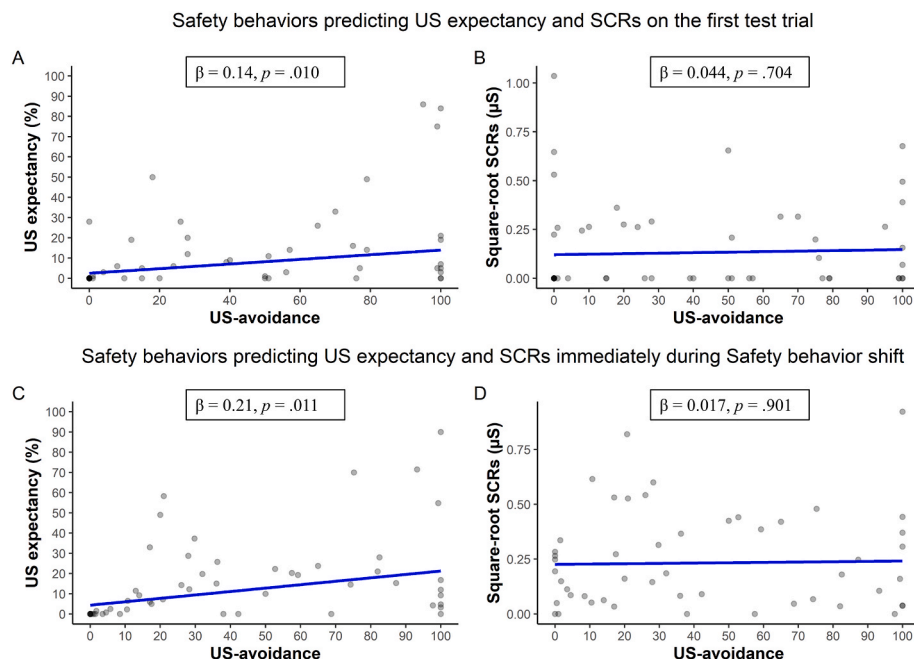 Safety behaviors predicting US expectancy and SCRs on the first test trial
A
β = 0.14, p = .010
US expectancy (%)
100
90
80
70
60
50
40
30
20
10
0
0 20 40 60 80 100
US-avoidance
B
β = 0.044, p = .704
Square-root SCRs (µS)
1.00
0.75
0.50
0.25
0.00
0 10 20 30 40 50 60 70 80 90 100
US-avoidance
Safety behaviors predicting US expectancy and SCRs immediately during Safety behavior shift
C
β = 0.21, p = .011
US expectancy (%)
100
90
80
70
60
50
40
30
20
10
0
0 10 20 30 40 50 60 70 80 90 100
US-avoidance
D
β = 0.017, p = .901
Square-root SCRs (µS)
0.75
0.50
0.25
0.00
0 10 20 30 40 50 60 70 80 90 100
US-avoidance